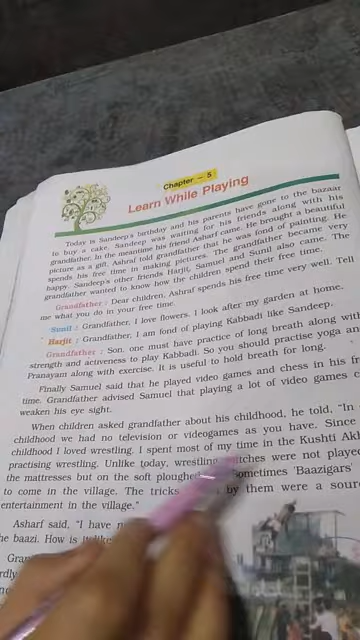 Chapter - 5
Learn While Playing
Today is Sandeep's birthday and his parents have gone to the bazaar
to buy a cake. Sandeep was waiting for his friends along with his
grandfather. In the meantime his friend Asharf came. He brought a beautiful
picture as a gift. Ashraf told grandfather that he was fond of painting. He
spends his free time in making pictures. The grandfather became very
happy. Sandeep's other friends Harjit, Samuel and Sunil also came. The
grandfather wanted to know how the children spend their free time.
Grandfather : Dear children, Ashraf spends his free time very well. Tell
me what you do in your free time.
Sunil : Grandfather, I love flowers. I look after my garden at home.
Harjit : Grandfather, I am fond of playing Kabbadi like Sandeep.
Grandfather : Son, one must have practice of long breath along with
strength and activeness to play Kabbadi. So you should practise yoga an
Pranayam along with exercise. It is useful to hold breath for long.
Finally Samuel said that he played video games and chess in his fr
time. Grandfather advised Samuel that playing a lot of video games c
weaken his eye sight.
When children asked grandfather about his childhood, he told, "In
childhood we had no television or videogames as you have. Since
childhood I loved wrestling. I spent most of my time in the Kushti Ak
practising wrestling. Unlike today, wrestling were not played
the mattresses but on the soft ploughed Sometimes 'Baazigars'
to come in the village. The tricks by them were a sour
entertainment in the village."
Asharf said, "I have
he baazi. How is